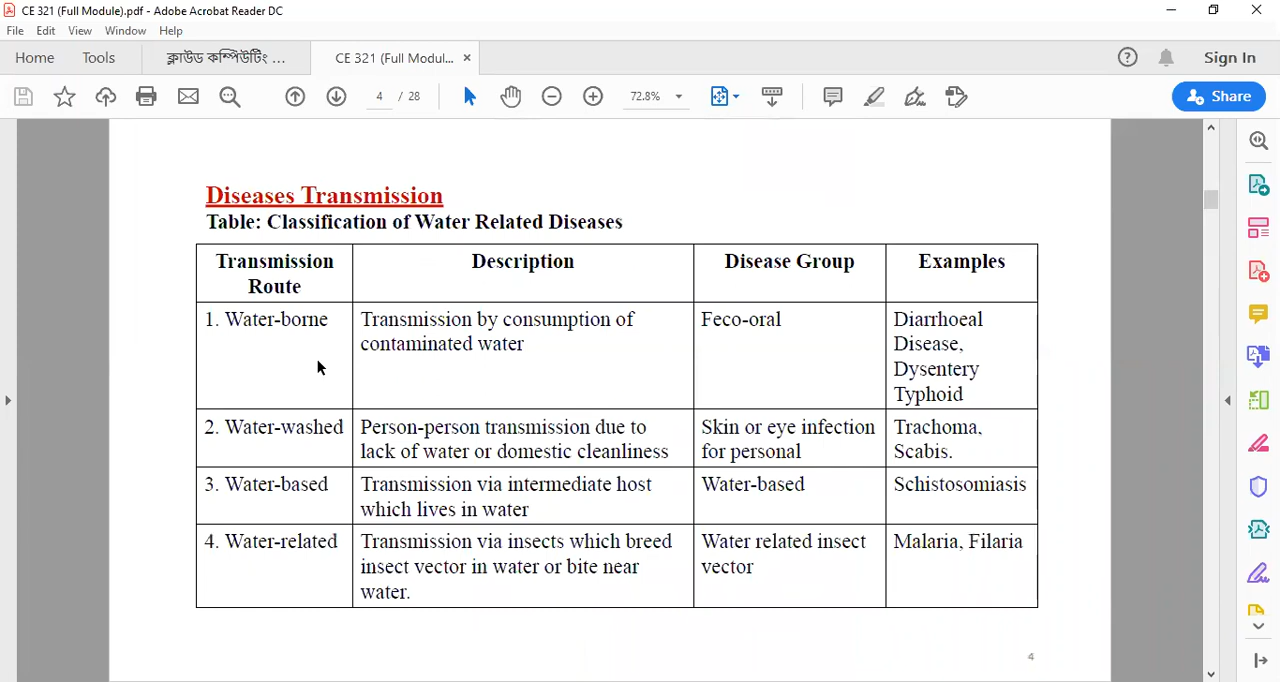 CE 321 (Full Module).pdf - Adobe Acrobat Reader DC
File Edit View Window Help
Home Tools ক্লাউড কম্পিউটিং ... CE 321 (Full Modul... ×
Sign In
4 / 28 72.8% Share
Diseases Transmission
Table: Classification of Water Related Diseases
Transmission Route Description Disease Group Examples
1. Water-borne Transmission by consumption of Feco-oral Diarrhoeal
contaminated water Disease,
Dysentery
Typhoid
2. Water-washed Person-person transmission due to Skin or eye infection Trachoma,
lack of water or domestic cleanliness for personal Scabis.
3. Water-based Transmission via intermediate host Water-based Schistosomiasis
which lives in water
4. Water-related Transmission via insects which breed Water related insect Malaria, Filaria
insect vector in water or bite near vector
water.
4